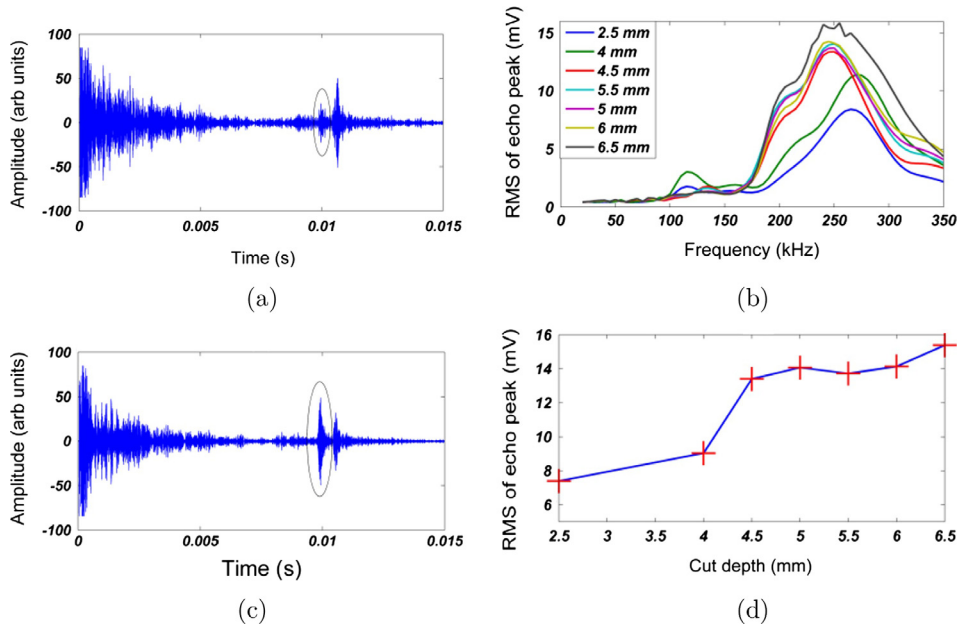 Amplitude (arb units)
100
50
0
-50
-100
0
0.005
0.01
0.015
Time (s)
(a)
RMS of echo peak (mV)
15
10
5
0
2.5 mm
4 mm
4.5 mm
5.5 mm
5 mm
6 mm
6.5 mm
0
50
100
150
200
250
300
350
Frequency (kHz)
(b)
Amplitude (arb units)
100
50
0
-50
-100
0
0.005
0.01
0.015
Time (s)
(c)
RMS of echo peak (mV)
16
14
12
10
8
6
2.5
3
3.5
4
4.5
5
5.5
6
6.5
Cut depth (mm)
(d)